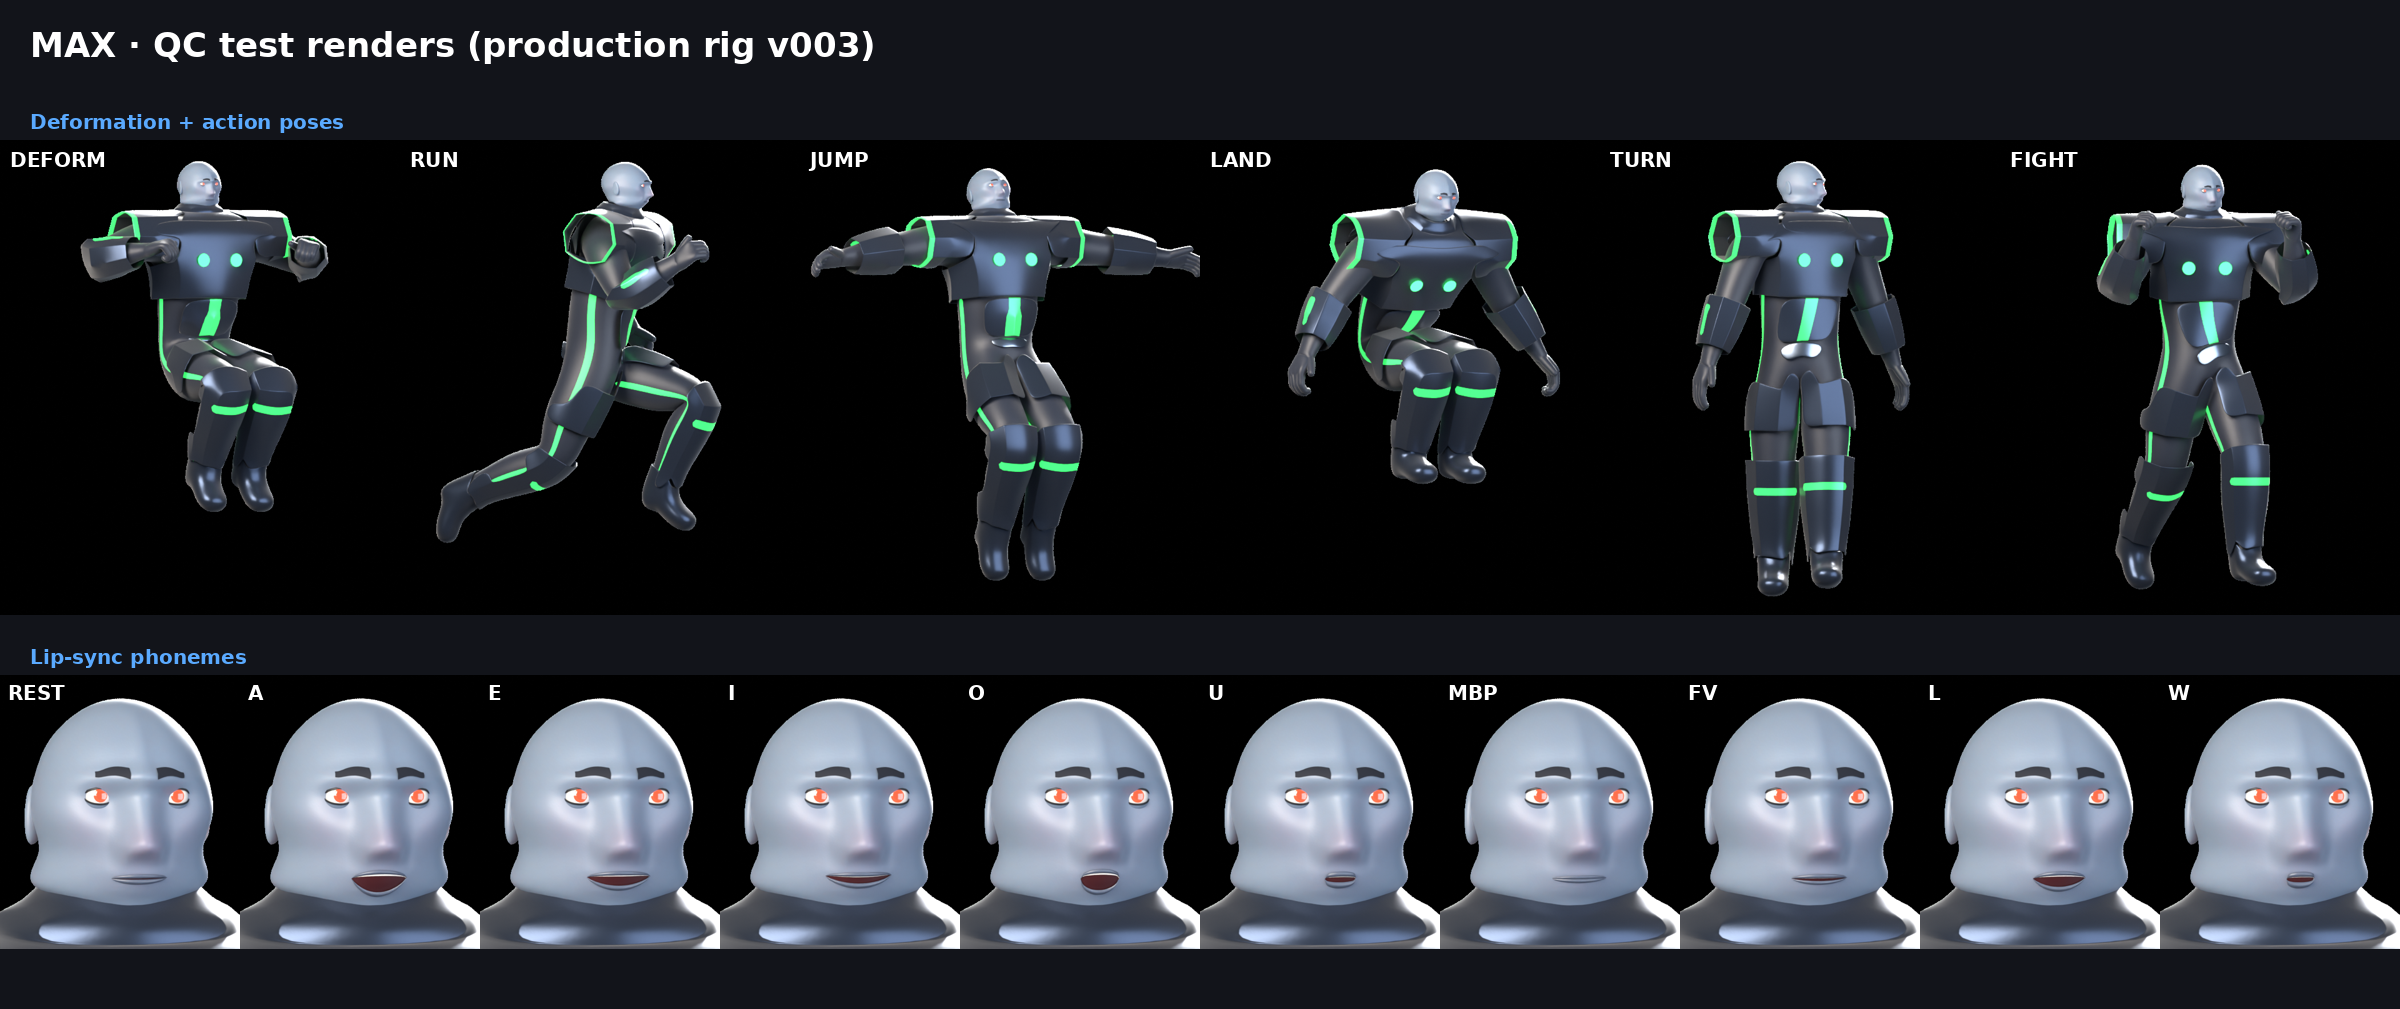 MAX · QC test renders (production rig v003)
Deformation + action poses
DEFORM RUN JUMP LAND TURN FIGHT
Lip-sync phonemes
REST A E I O U MBP FV L W